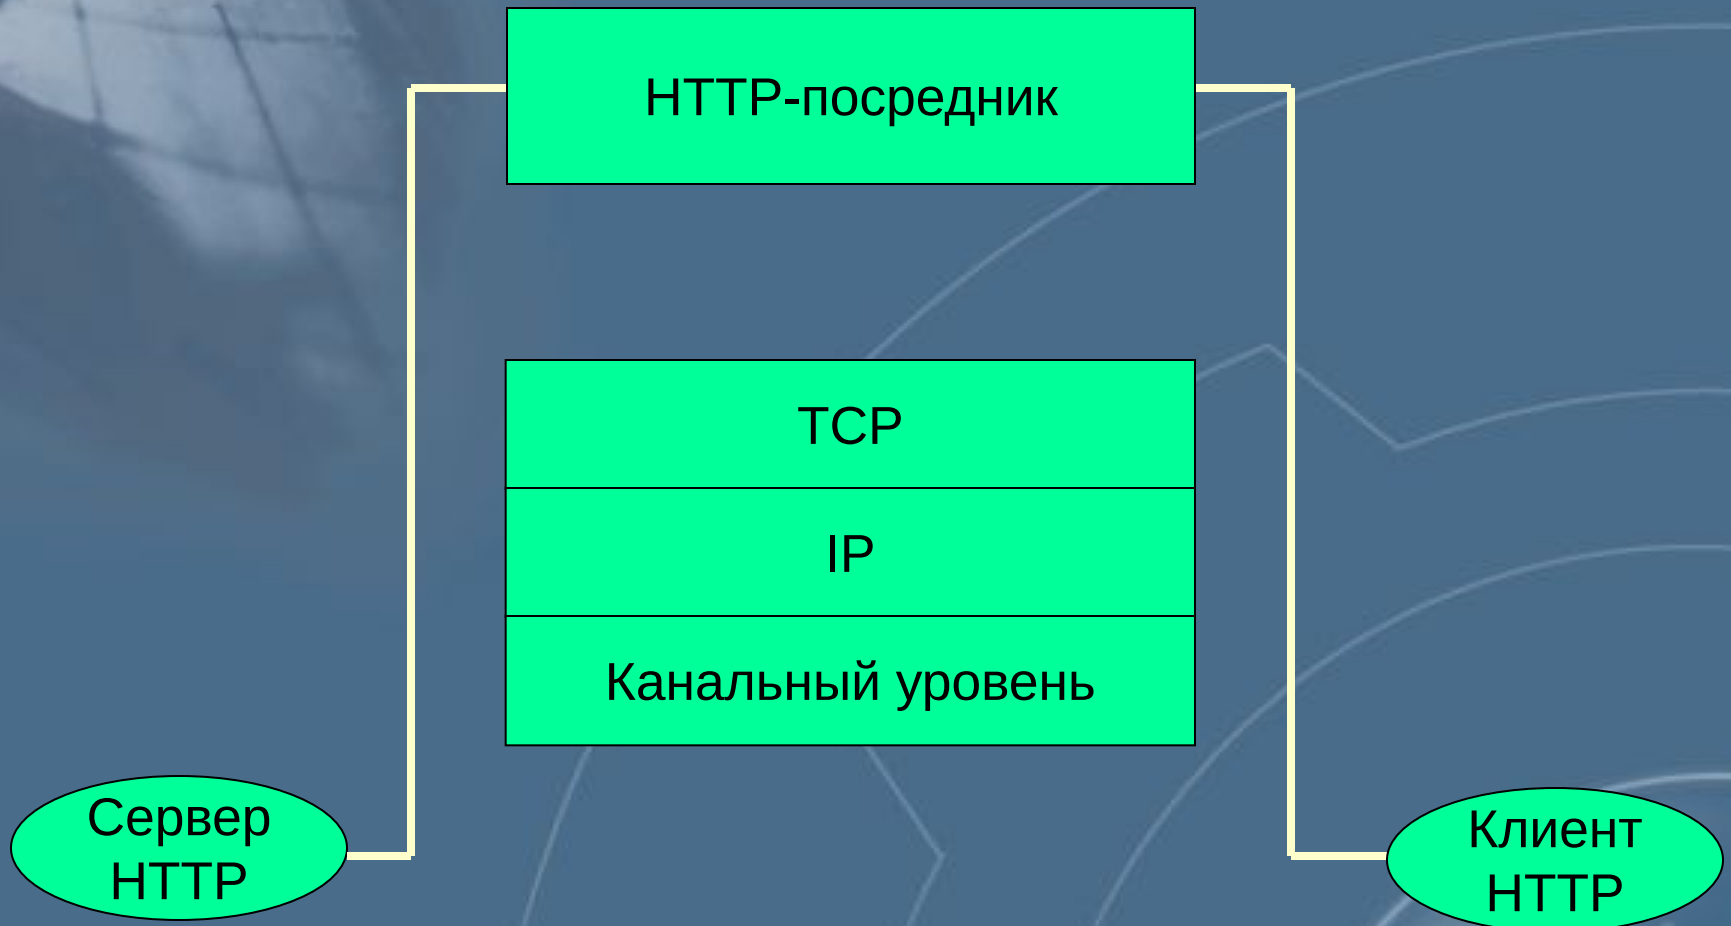 HTTP-посредник
TCP
IP
Канальный уровень
Сервер
HTTP
Клиент
HTTP